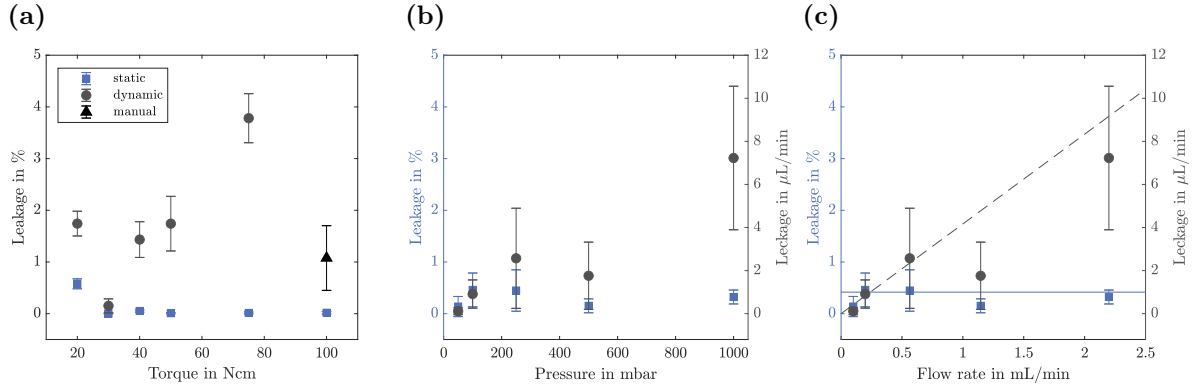 (a)
5
4
3
2
1
0
Leakage in %
static
dynamic
manual
20 40 60 80 100
Torque in Ncm
(b)
5
4
3
2
1
0
Leakage in %
12
10
8
6
4
2
0
Leckage in µL/min
0 200 400 600 800 1000
Pressure in mbar
(c)
5
4
3
2
1
0
Leakage in %
12
10
8
6
4
2
0
Leckage in µL/min
0 0.5 1 1.5 2 2.5
Flow rate in mL/min